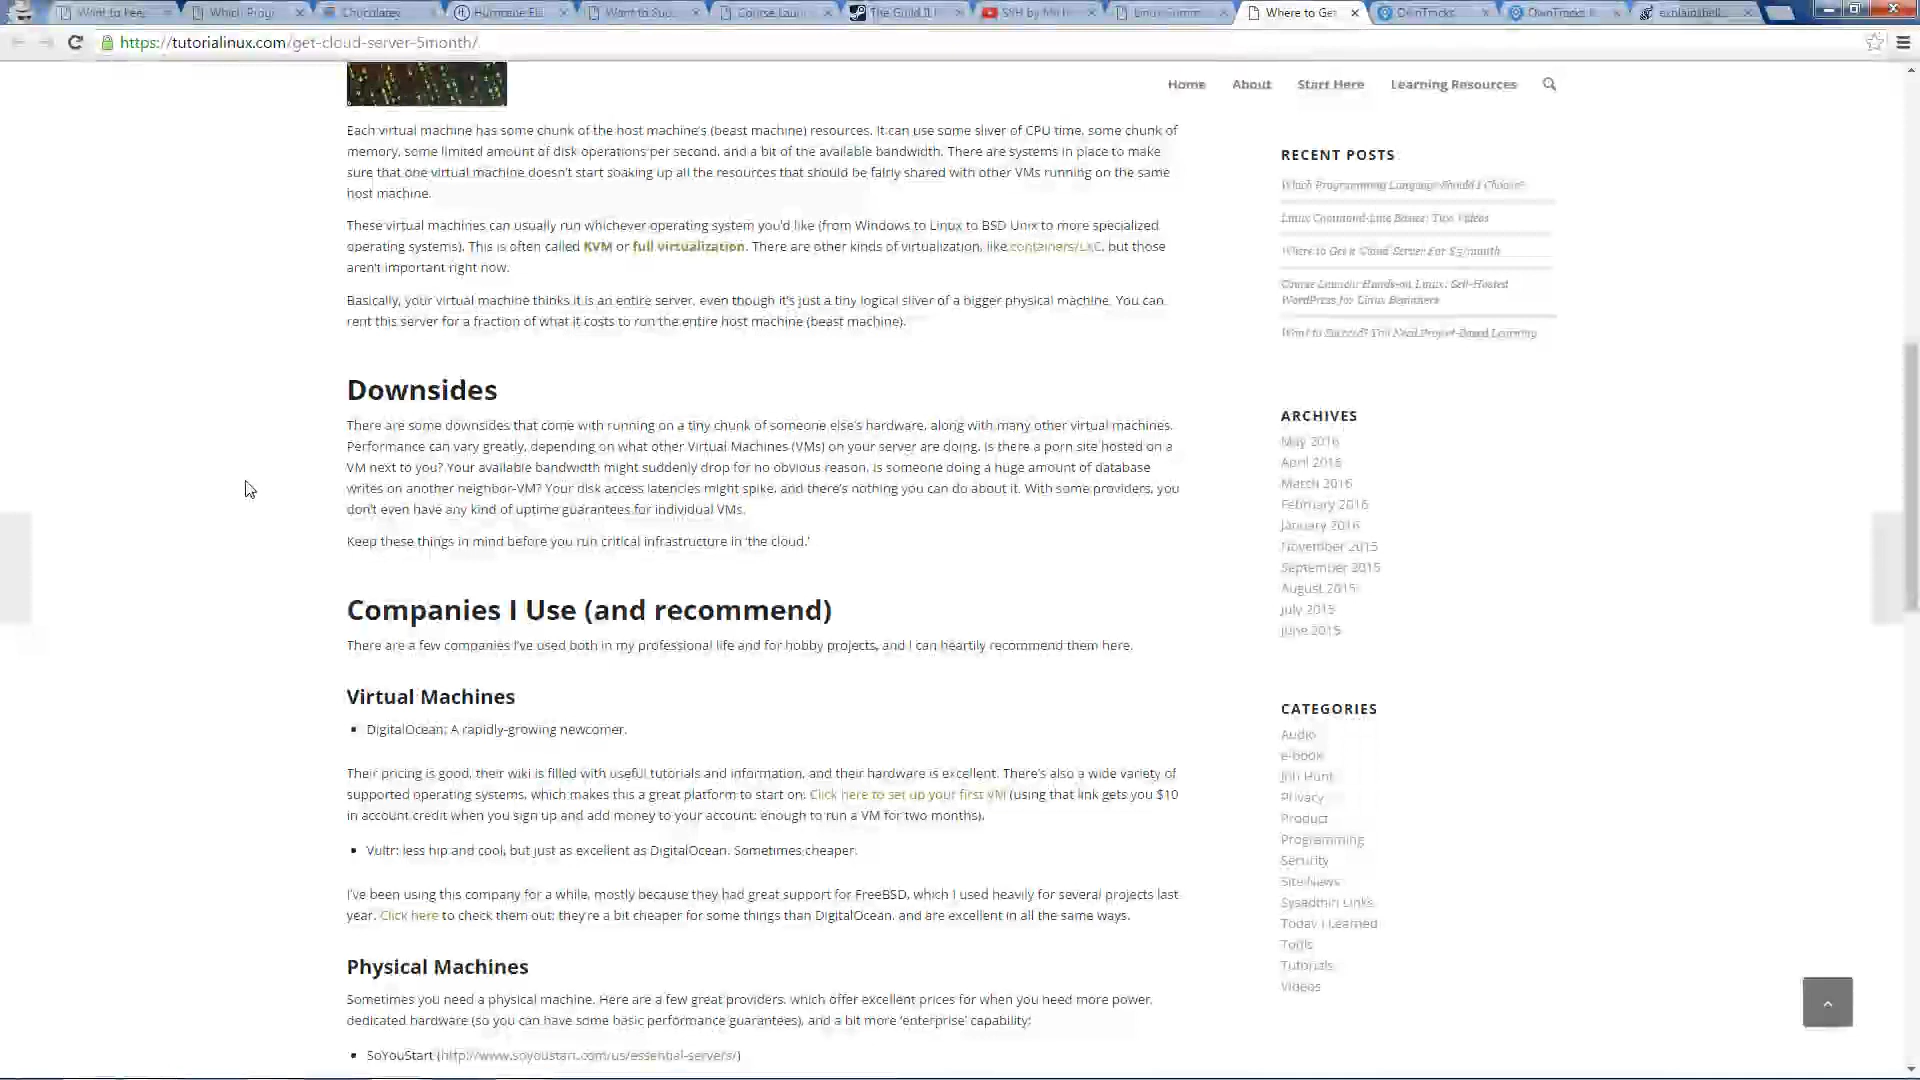 Want to
Which Prog
Chocolatey
Humane
Want to Suc
Course Laun
The Guild II
SYH by Mich
Linux Comm
Where to Get
OwnTracks
OwnTracks
explainshell.
https://tutorialinux.com/get-cloud-server-5month/
Home About Start Here Learning Resources
Each virtual machine has some chunk of the host machine's (beast machine) resources. It can use some sliver of CPU time, some chunk of
memory, some limited amount of disk operations per second, and a bit of the available bandwidth. There are systems in place to make
sure that one virtual machine doesn't start soaking up all the resources that should be fairly shared with other VMs running on the same
host machine.
These virtual machines can usually run whichever operating system you'd like (from Windows to Linux to BSD Unix to more specialized
operating systems). This is often called KVM or full virtualization. There are other kinds of virtualization, like containers/LXC, but those
aren't important right now.
Basically, your virtual machine thinks it is an entire server, even though it's just a tiny logical sliver of a bigger physical machine. You can
rent this server for a fraction of what it costs to run the entire host machine (beast machine).
Downsides
There are some downsides that come with running on a tiny chunk of someone else's hardware, along with many other virtual machines.
Performance can vary greatly, depending on what other Virtual Machines (VMs) on your server are doing. Is there a porn site hosted on a
VM next to you? Your available bandwidth might suddenly drop for no obvious reason. Is someone doing a huge amount of database
writes on another neighbor-VM? Your disk access latencies might spike, and there's nothing you can do about it. With some providers, you
don't even have any kind of uptime guarantees for individual VMs.
Keep these things in mind before you run critical infrastructure in 'the cloud.'
Companies I Use (and recommend)
There are a few companies I've used both in my professional life and for hobby projects, and I can heartily recommend them here.
Virtual Machines
DigitalOcean: A rapidly-growing newcomer.
Their pricing is good, their wiki is filled with useful tutorials and information, and their hardware is excellent. There's also a wide variety of
supported operating systems, which makes this a great platform to start on. Click here to set up your first VM (using that link gets you $10
in account credit when you sign up and add money to your account: enough to run a VM for two months).
Vultr: less hip and cool, but just as excellent as DigitalOcean. Sometimes cheaper.
I've been using this company for a while, mostly because they had great support for FreeBSD, which I used heavily for several projects last
year. Click here to check them out; they're a bit cheaper for some things than DigitalOcean, and are excellent in all the same ways.
Physical Machines
Sometimes you need a physical machine. Here are a few great providers, which offer excellent prices for when you need more power,
dedicated hardware (so you can have some basic performance guarantees), and a bit more 'enterprise' capability:
SoYouStart (http://www.soyoustart.com/us/essential-servers/)
RECENT POSTS
Which Programming Language Should I Choose?
Linux Command-Line Basics: Two Videos
Where to Get a Cloud Server For $5/month
Course Launch: Hands-on Linux: Self-Hosted
WordPress for Linux Beginners
Want to Succeed? You Need Project-Based Learning
ARCHIVES
May 2016
April 2016
March 2016
February 2016
January 2016
November 2015
September 2015
August 2015
July 2015
June 2015
CATEGORIES
Audio
e-book
Job Hunt
Privacy
Product
Programming
Security
Site News
Sysadmin Links
Today I Learned
Tools
Tutorials
Videos